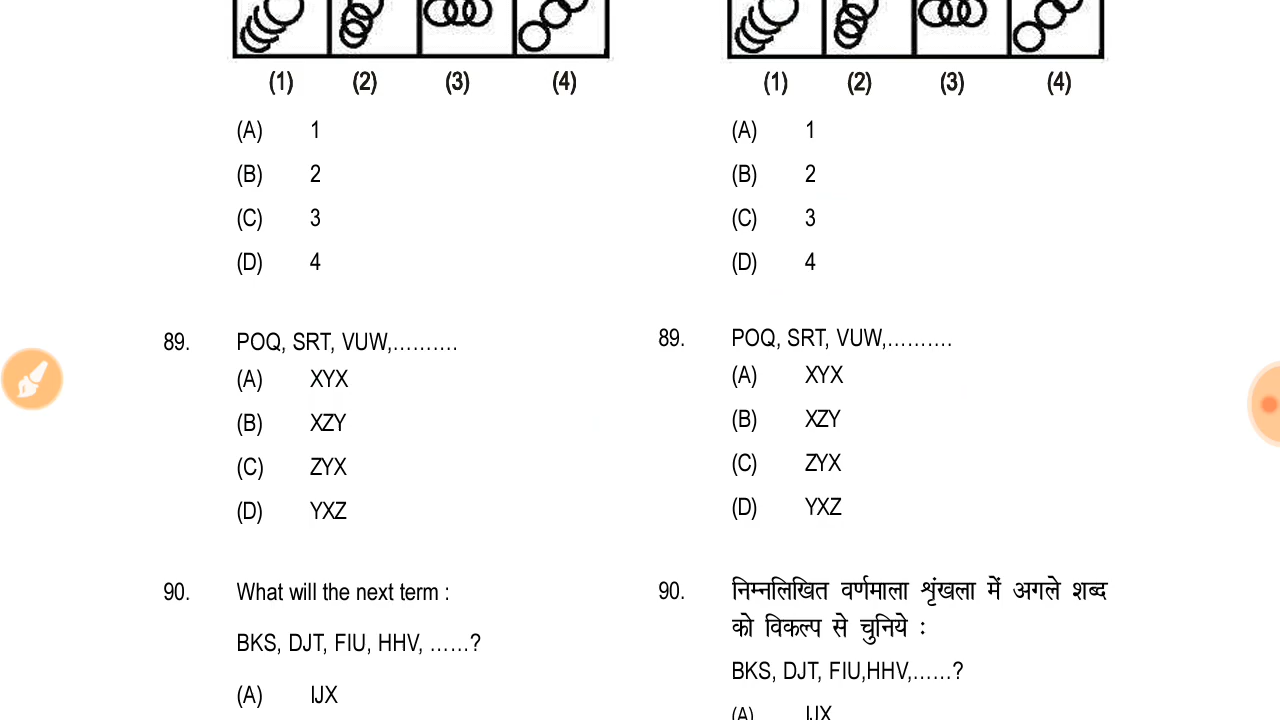 (1) (2) (3) (4)
(A) 1
(B) 2
(C) 3
(D) 4
89. POQ, SRT, VUW,..........
(A) XYX
(B) XZY
(C) ZYX
(D) YXZ
90. What will the next term :
BKS, DJT, FIU, HHV, ......?
(A) IJX
(1) (2) (3) (4)
(A) 1
(B) 2
(C) 3
(D) 4
89. POQ, SRT, VUW,..........
(A) XYX
(B) XZY
(C) ZYX
(D) YXZ
90. निम्नलिखित वर्णमाला शृंखला में अगले शब्द
को विकल्प से चुनिये :
BKS, DJT, FIU,HHV,......?
(A) IJX